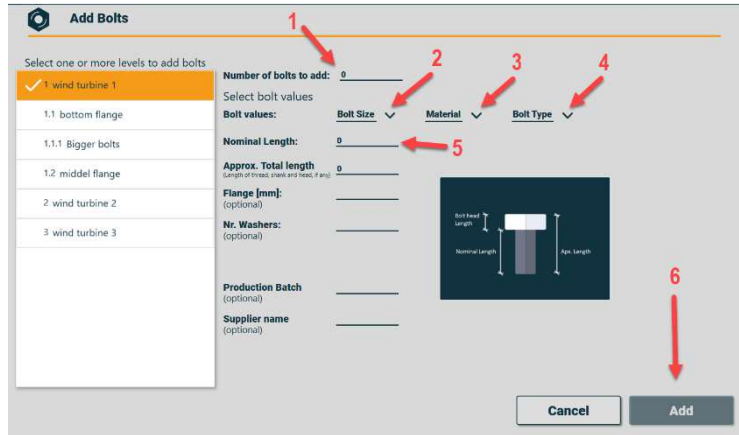 Add Bolts
1
Select one or more levels to add bolts
1 wind turbine 1
1.1 bottom flange
1.1.1 Bigger bolts
1.2 middel flange
2 wind turbine 2
3 wind turbine 3
Number of bolts to add: 0
2 3 4
Select bolt values
Bolt values: Bolt Size Material Bolt Type
Nominal Length: 0
5
Approx. Total length 0
(Length of thread, shank and head, if any)
Flange [mm]:
(optional)
Nr. Washers:
(optional)
Production Batch
(optional)
Supplier name
(optional)
Bolt head
Length
Nominal Length
Apx. Length
6
Cancel
Add